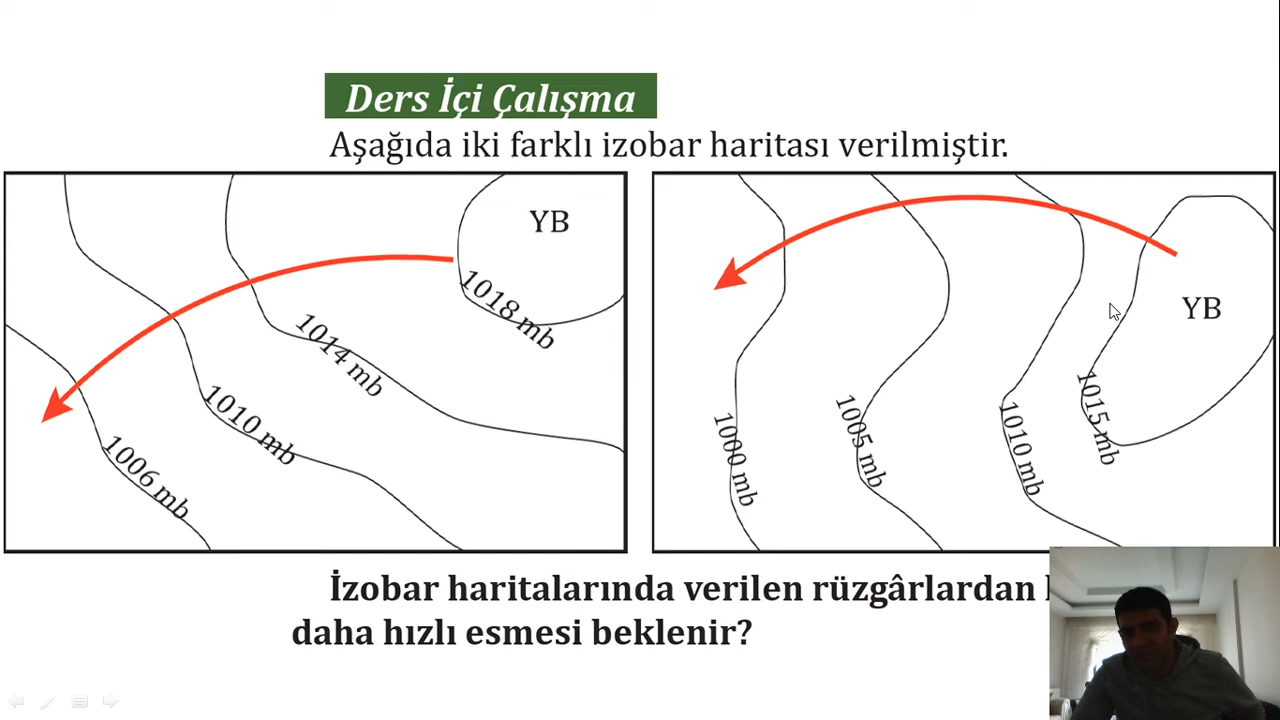 Ders İçi Çalışma
Aşağıda iki farklı izobar haritası verilmiştir.
YB
1018 mb
1014 mb
1010 mb
1006 mb
YB
1015 mb
1010 mb
1005 mb
1000 mb
İzobar haritalarında verilen rüzgârlardan
daha hızlı esmesi beklenir?